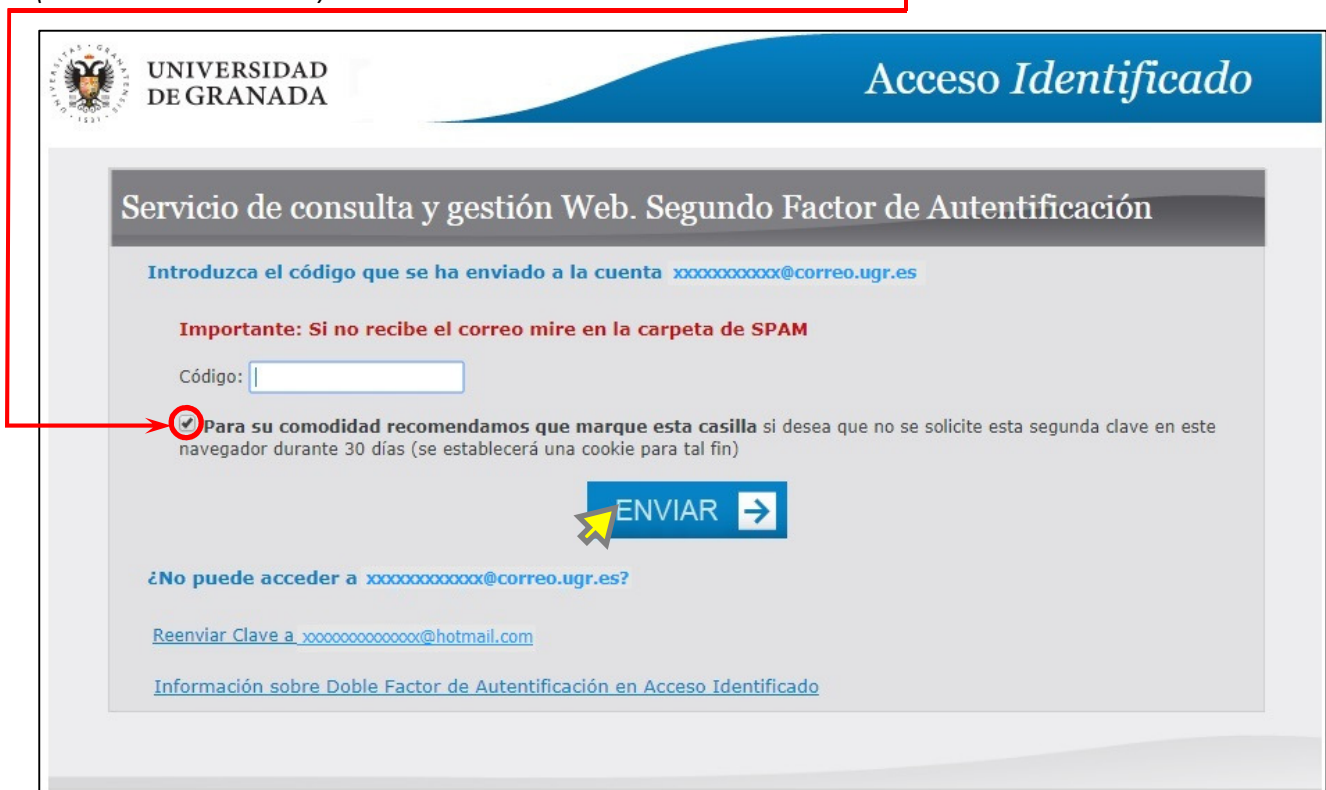 UNIVERSITAS · GRANATENSIS · 1531 ·
UNIVERSIDAD
DE GRANADA
Acceso Identificado
Servicio de consulta y gestión Web. Segundo Factor de Autentificación
Introduzca el código que se ha enviado a la cuenta xxxxxxxxxxx@correo.ugr.es
Importante: Si no recibe el correo mire en la carpeta de SPAM
Código:
Para su comodidad recomendamos que marque esta casilla si desea que no se solicite esta segunda clave en este
navegador durante 30 días (se establecerá una cookie para tal fin)
ENVIAR
¿No puede acceder a xxxxxxxxxxxx@correo.ugr.es?
Reenviar Clave a xxxxxxxxxxxxxx@hotmail.com
Información sobre Doble Factor de Autentificación en Acceso Identificado